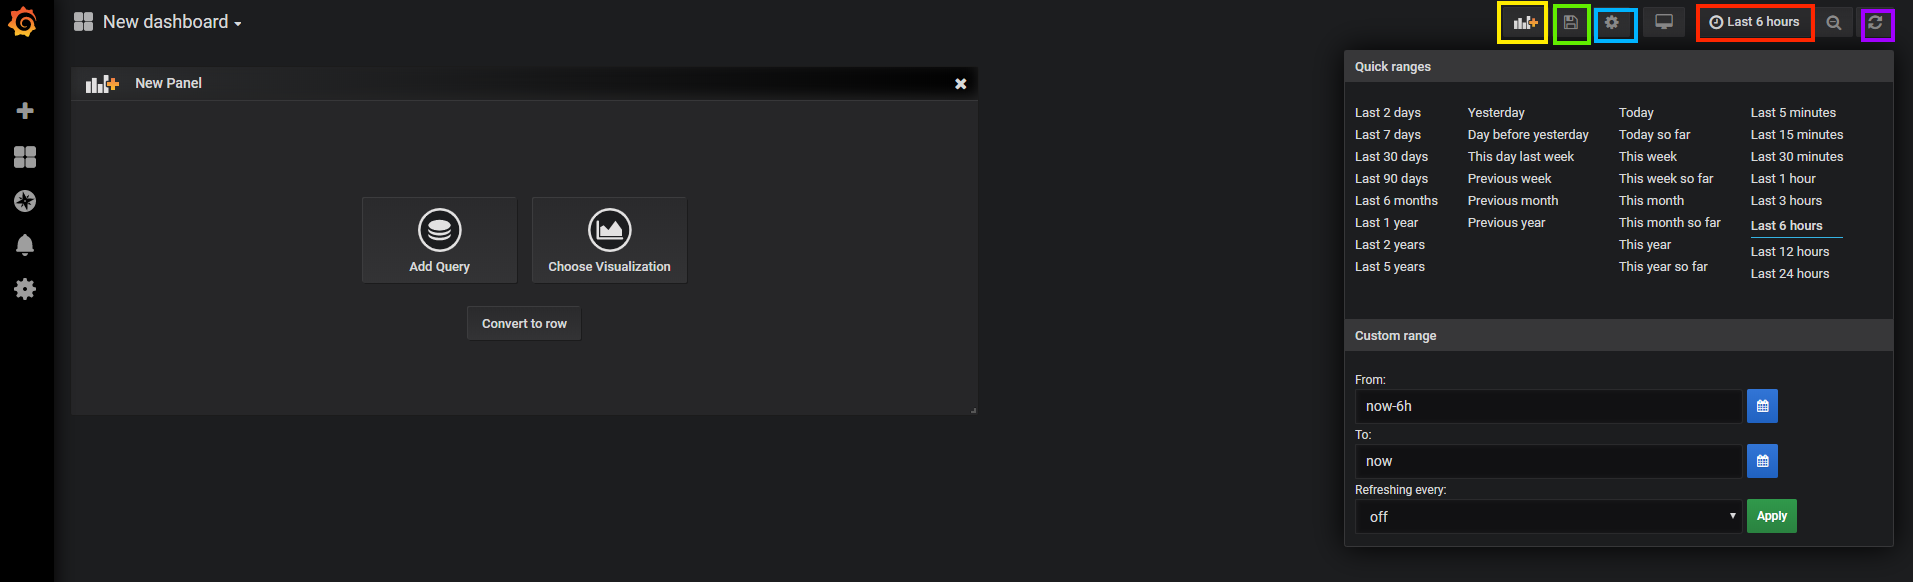 New dashboard
Last 6 hours
New Panel
Add Query
Choose Visualization
Convert to row
Quick ranges
Last 2 days
Last 7 days
Last 30 days
Last 90 days
Last 6 months
Last 1 year
Last 2 years
Last 5 years
Yesterday
Day before yesterday
This day last week
Previous week
Previous month
Previous year
Today
Today so far
This week
This week so far
This month
This month so far
This year
This year so far
Last 5 minutes
Last 15 minutes
Last 30 minutes
Last 1 hour
Last 3 hours
Last 6 hours
Last 12 hours
Last 24 hours
Custom range
From:
now-6h
To:
now
Refreshing every:
off
Apply